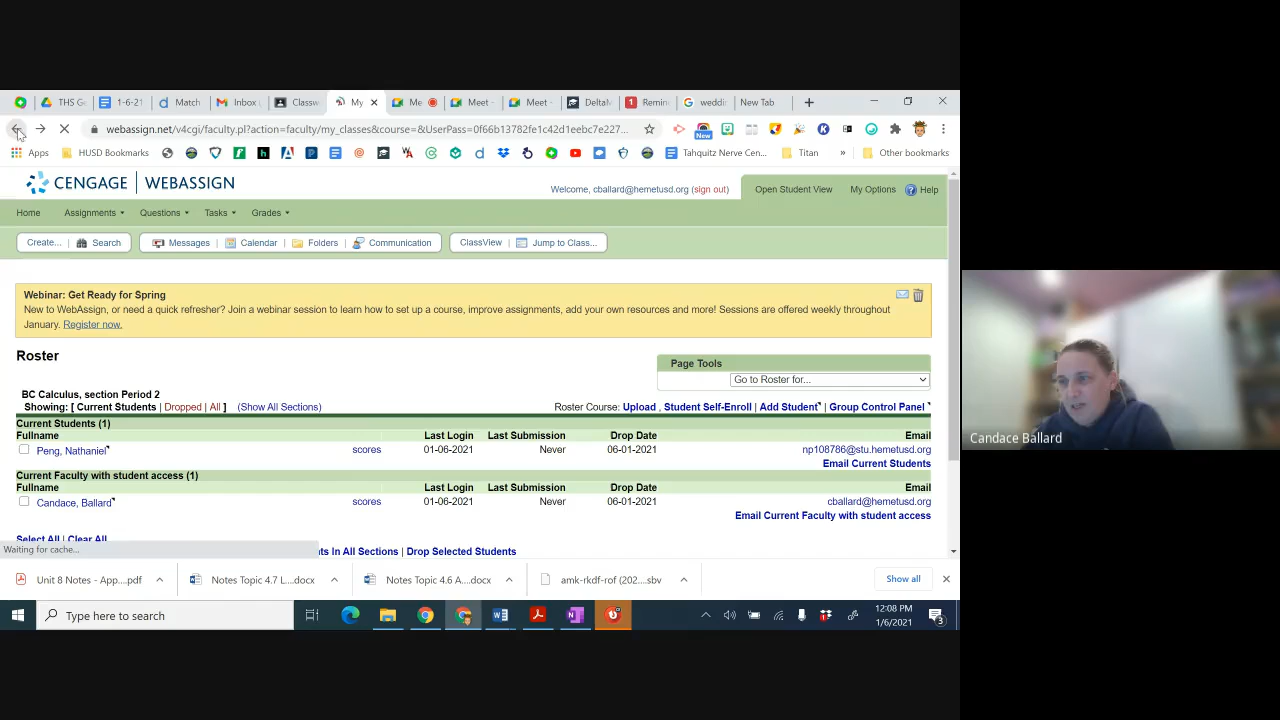 THS Ge
1-6-21
Match
Inbox
Classw
My
Me
Meet -
Meet -
DeltaM
Remin
weddi
New Tab
webassign.net/v4cgi/faculty.pl?action=faculty/my_classes&course=&UserPass=0f66b13782fe1c42d1eebc7e227...
New
Apps
HUSD Bookmarks
Tahquitz Nerve Cen...
Titan
»
Other bookmarks
CENGAGE | WEBASSIGN
Welcome, cballard@hemetusd.org (sign out)
Open Student View
My Options
Help
Home
Assignments
Questions
Tasks
Grades
Create...
Search
Messages
Calendar
Folders
Communication
ClassView
Jump to Class...
Webinar: Get Ready for Spring
New to WebAssign, or need a quick refresher? Join a webinar session to learn how to set up a course, improve assignments, add your own resources and more! Sessions are offered weekly throughout
January. Register now.
Roster
Page Tools
Go to Roster for...
BC Calculus, section Period 2
Showing: [ Current Students | Dropped | All ] (Show All Sections)
Roster Course: Upload , Student Self-Enroll | Add Student | Group Control Panel
Current Students (1)
Fullname Last Login Last Submission Drop Date Email
Peng, Nathaniel scores 01-06-2021 Never 06-01-2021 np108786@stu.hemetusd.org
Email Current Students
Current Faculty with student access (1)
Fullname Last Login Last Submission Drop Date Email
Candace, Ballard scores 01-06-2021 Never 06-01-2021 cballard@hemetusd.org
Email Current Faculty with student access
Select All | Clear All
Waiting for cache...
ts In All Sections | Drop Selected Students
Unit 8 Notes - App....pdf
Notes Topic 4.7 L....docx
Notes Topic 4.6 A....docx
amk-rkdf-rof (202....sbv
Show all
Type here to search
12:08 PM
1/6/2021
3
Candace Ballard